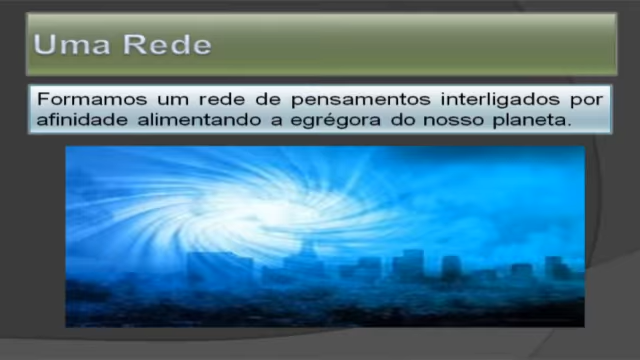 Uma Rede
Formamos um rede de pensamentos interligados por
afinidade alimentando a egrégora do nosso planeta.